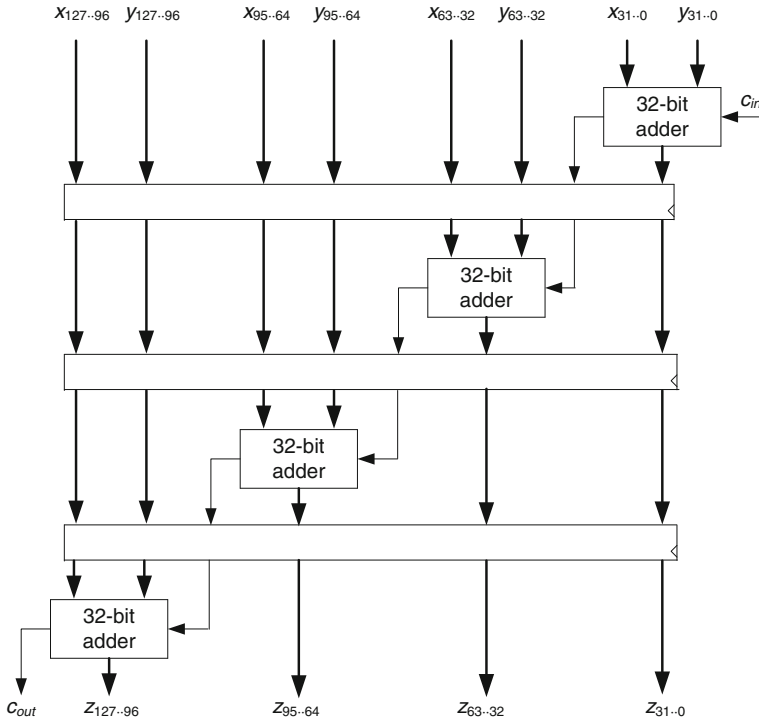 x127··96 y127··96 x95··64 y95··64 x63··32 y63··32 x31··0 y31··0
32-bit
adder
cin
32-bit
adder
32-bit
adder
32-bit
adder
cout z127··96 z95··64 z63··32 z31··0